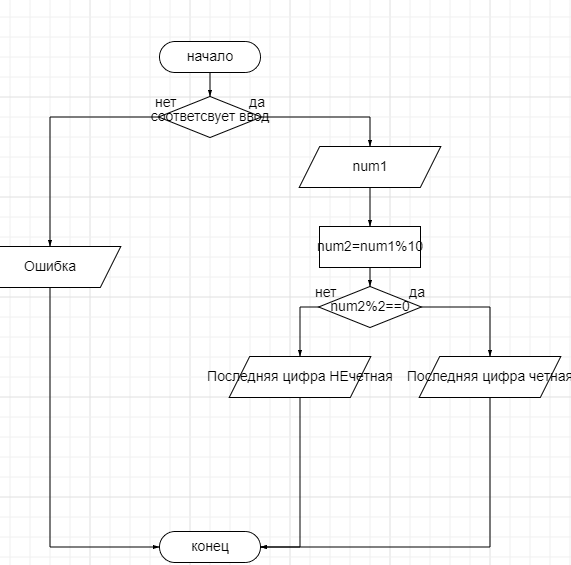 начало
нет
да
соответсвует ввод
num1
num2=num1%10
Ошибка
нет
да
num2%2==0
Последняя цифра НЕчетная
Последняя цифра четная
конец